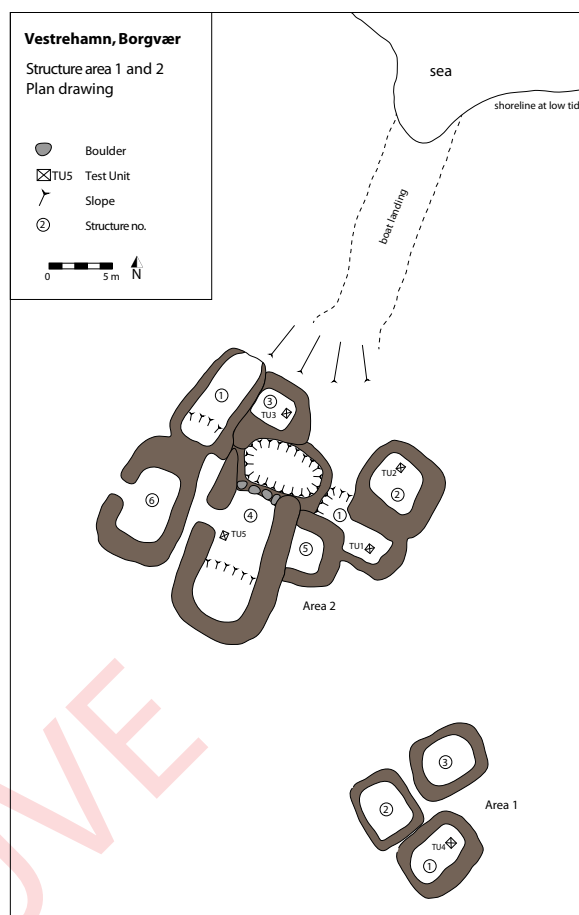 Vestrehamn, Borgvær
Structure area 1 and 2
Plan drawing
Boulder
TU5 Test Unit
Slope
2 Structure no.
0 5 m N
sea
shoreline at low tid
boat landing
1
3
TU3
TU2
2
6
4
1
TU5
5
TU1
Area 2
3
2
Area 1
TU4
1